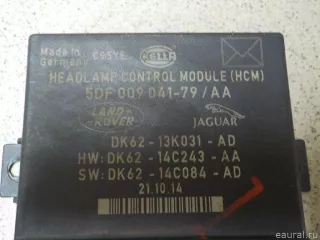 Made in
Germany
G95YE
HELLA
HEADLAMP CONTROL MODULE (HCM)
5DF 009 041-79 /AA
LAND-
ROVER
JAGUAR
DK62 -13K031 -AD
HW: DK62 -14C243 -AA
SW: DK62 -14C084 -AD
21.10.14
eaural.ru